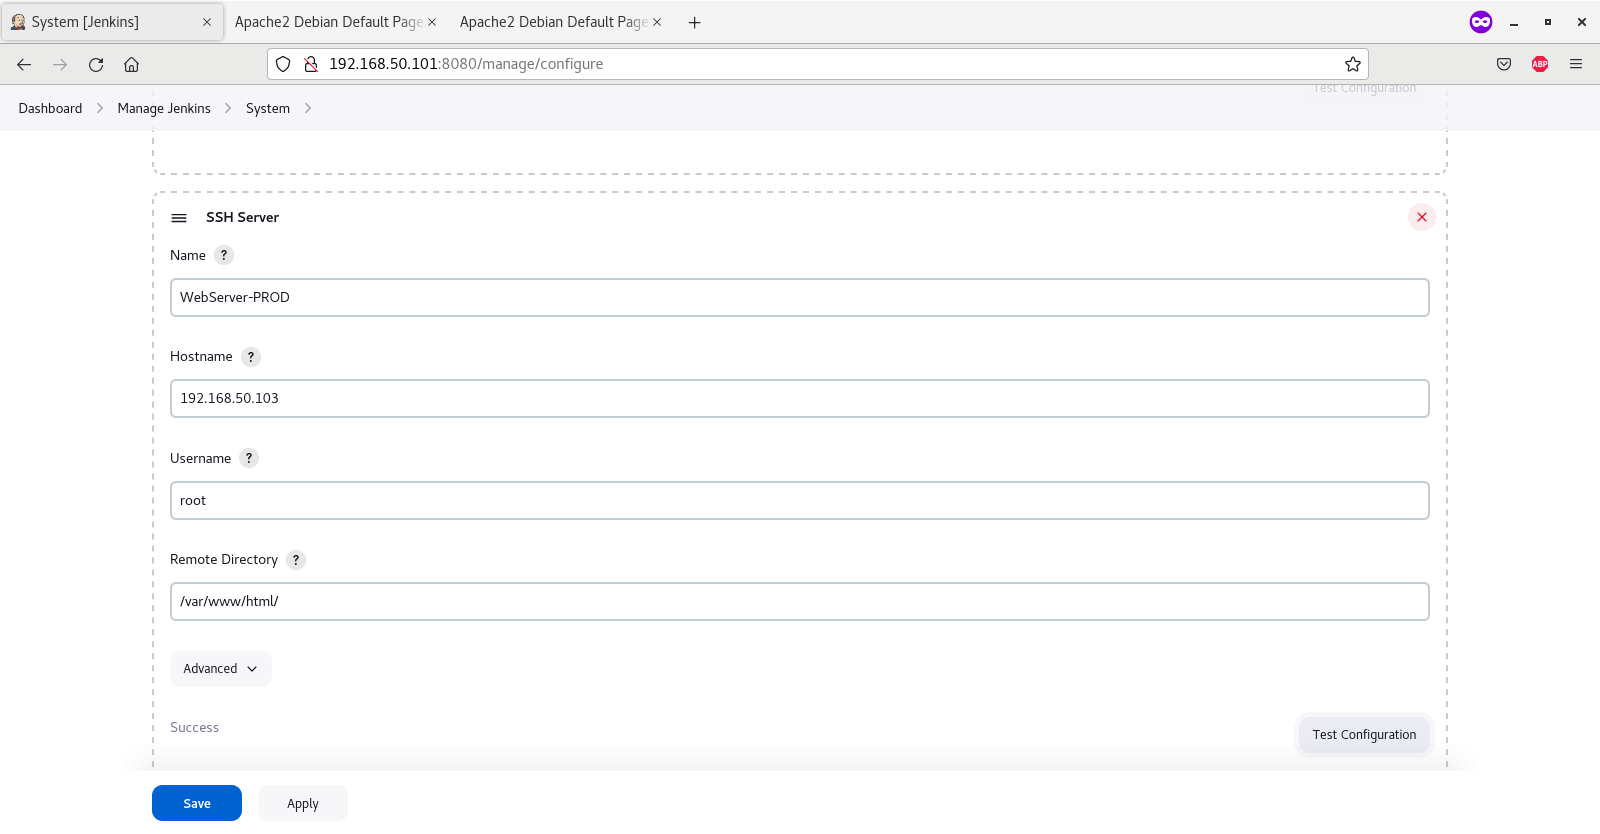 System [Jenkins]
Apache2 Debian Default Page
Apache2 Debian Default Page
192.168.50.101:8080/manage/configure
ABP
Dashboard
Manage Jenkins
System
Test Configuration
SSH Server
Name ?
WebServer-PROD
Hostname ?
192.168.50.103
Username ?
root
Remote Directory ?
/var/www/html/
Advanced
Success
Test Configuration
Save
Apply